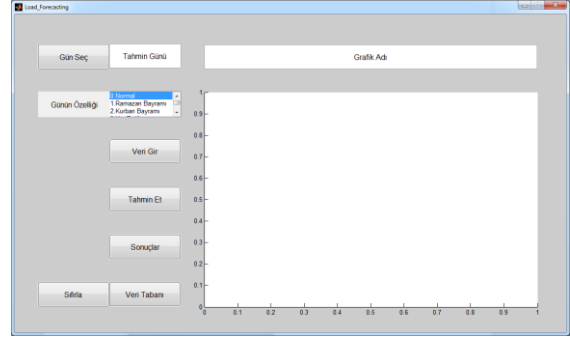 Load_Forecasting
Gün Seç
Tahmin Günü
Grafik Adı
Günün Özelliği
0.Normal
1.Ramazan Bayramı
2.Kurban Bayramı
Veri Gir
Tahmin Et
Sonuçlar
Sıfırla
Veri Tabanı
1
0.9
0.8
0.7
0.6
0.5
0.4
0.3
0.2
0.1
0
0 0.1 0.2 0.3 0.4 0.5 0.6 0.7 0.8 0.9 1